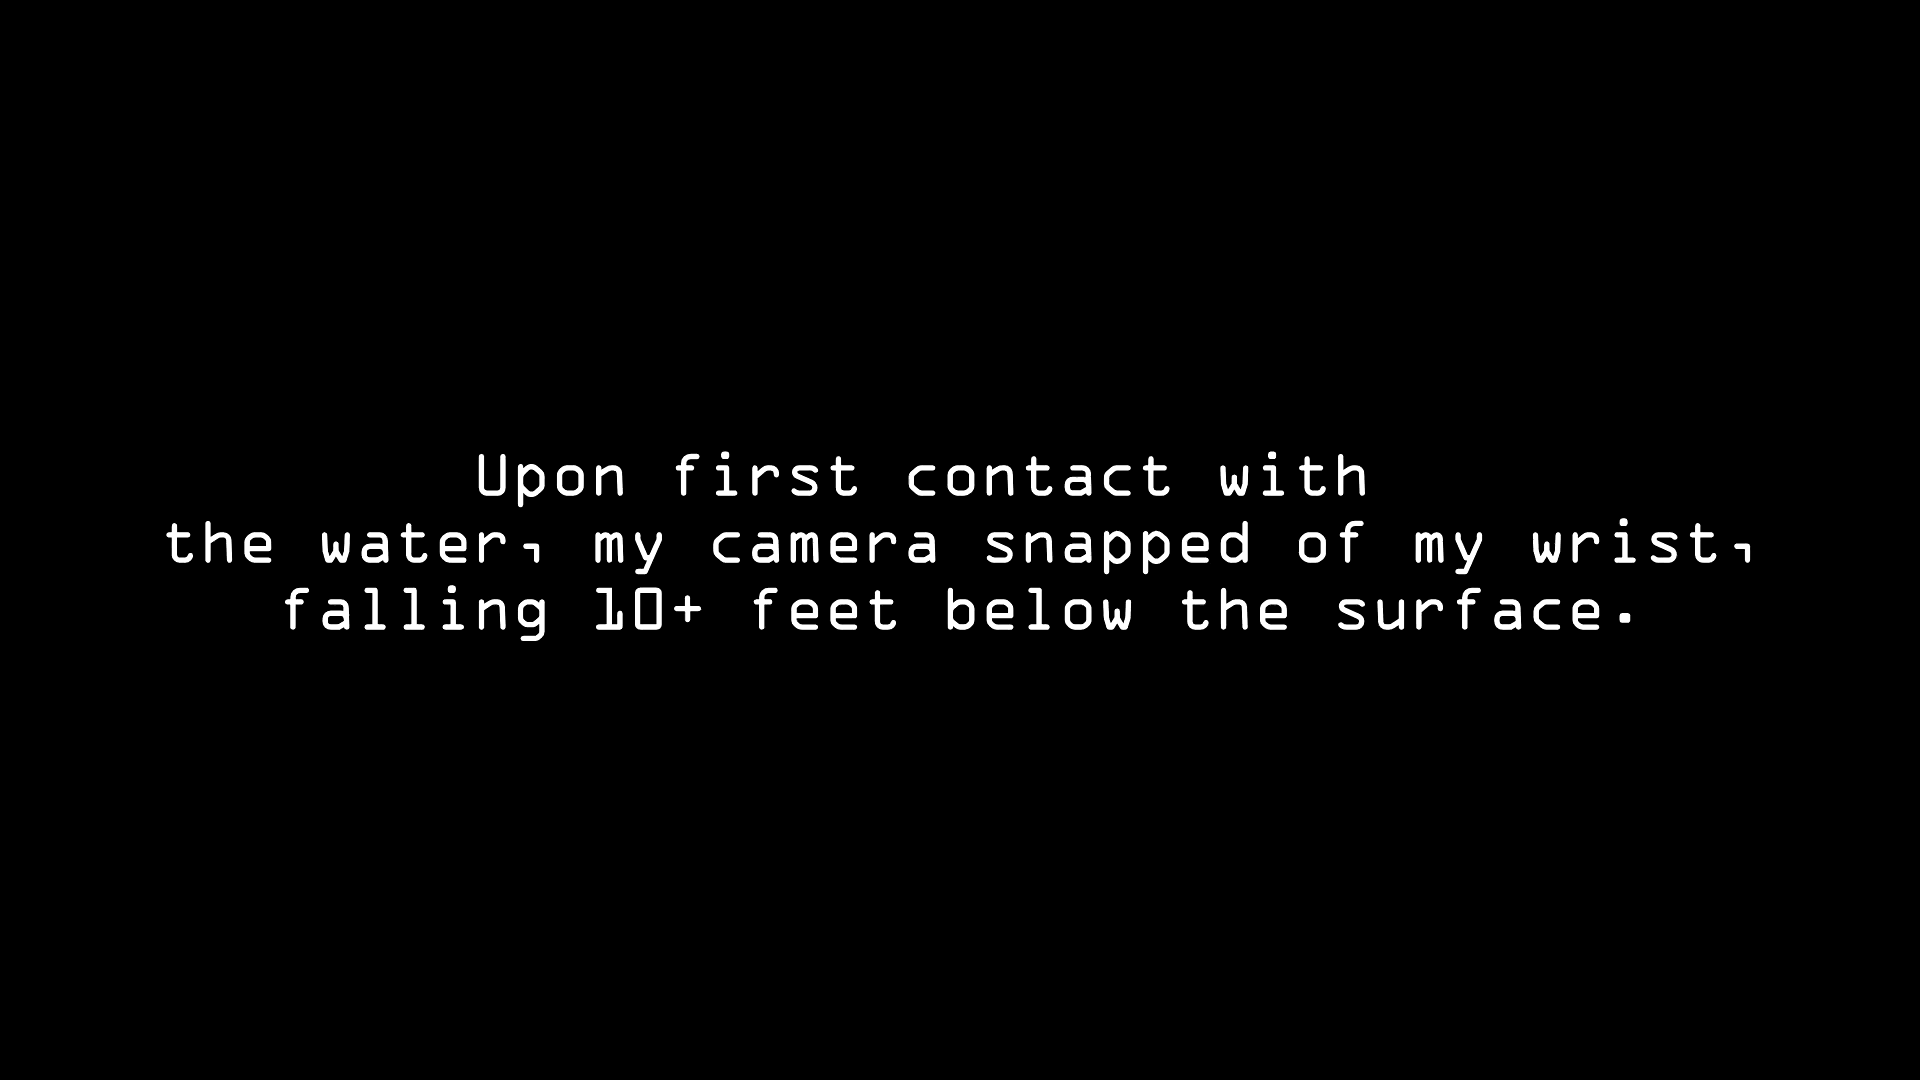 Upon first contact with
the water, my camera snapped of my wrist,
falling 10+ feet below the surface.